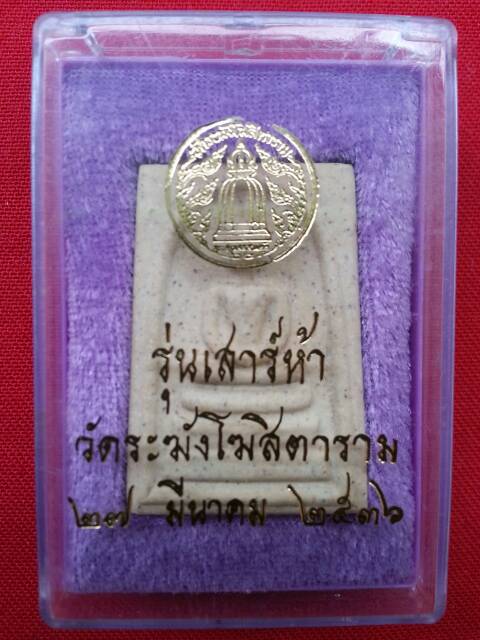 รุ่นเสาร์ห้า
วัดระฆังโฆสิตาราม
๒๗ มีนาคม ๒๕๓๖